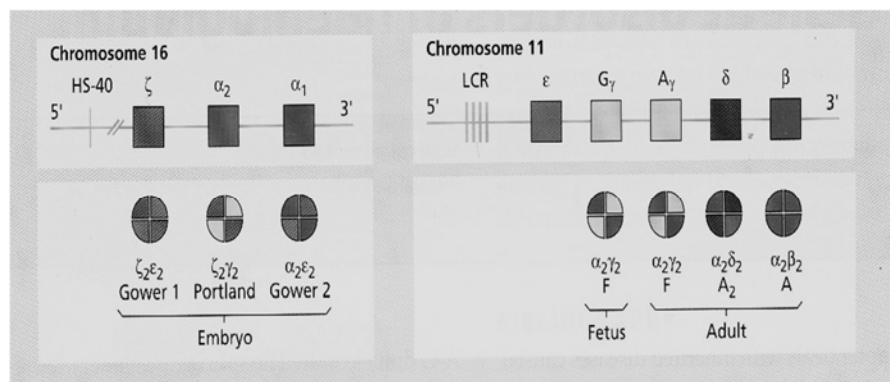 Chromosome 16
HS-40 ζ α₂ α₁
5' 3'
ζ₂ε₂ ζ₂γ₂ α₂ε₂
Gower 1 Portland Gower 2
Embryo
Chromosome 11
LCR ε Gγ Aγ δ β
5' 3'
α₂γ₂ α₂γ₂ α₂δ₂ α₂β₂
F F A₂ A
Fetus Adult